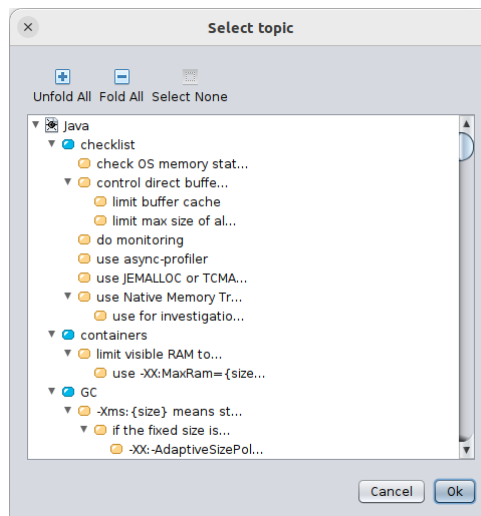 Select topic
Unfold All Fold All Select None
Java
checklist
check OS memory stat...
control direct buffe...
limit buffer cache
limit max size of al...
do monitoring
use async-profiler
use JEMALLOC or TCMA...
use Native Memory Tr...
use for investigatio...
containers
limit visible RAM to...
use -XX:MaxRam={size...
GC
-Xms:{size} means st...
if the fixed size is...
-XX:-AdaptiveSizePol...
Cancel Ok